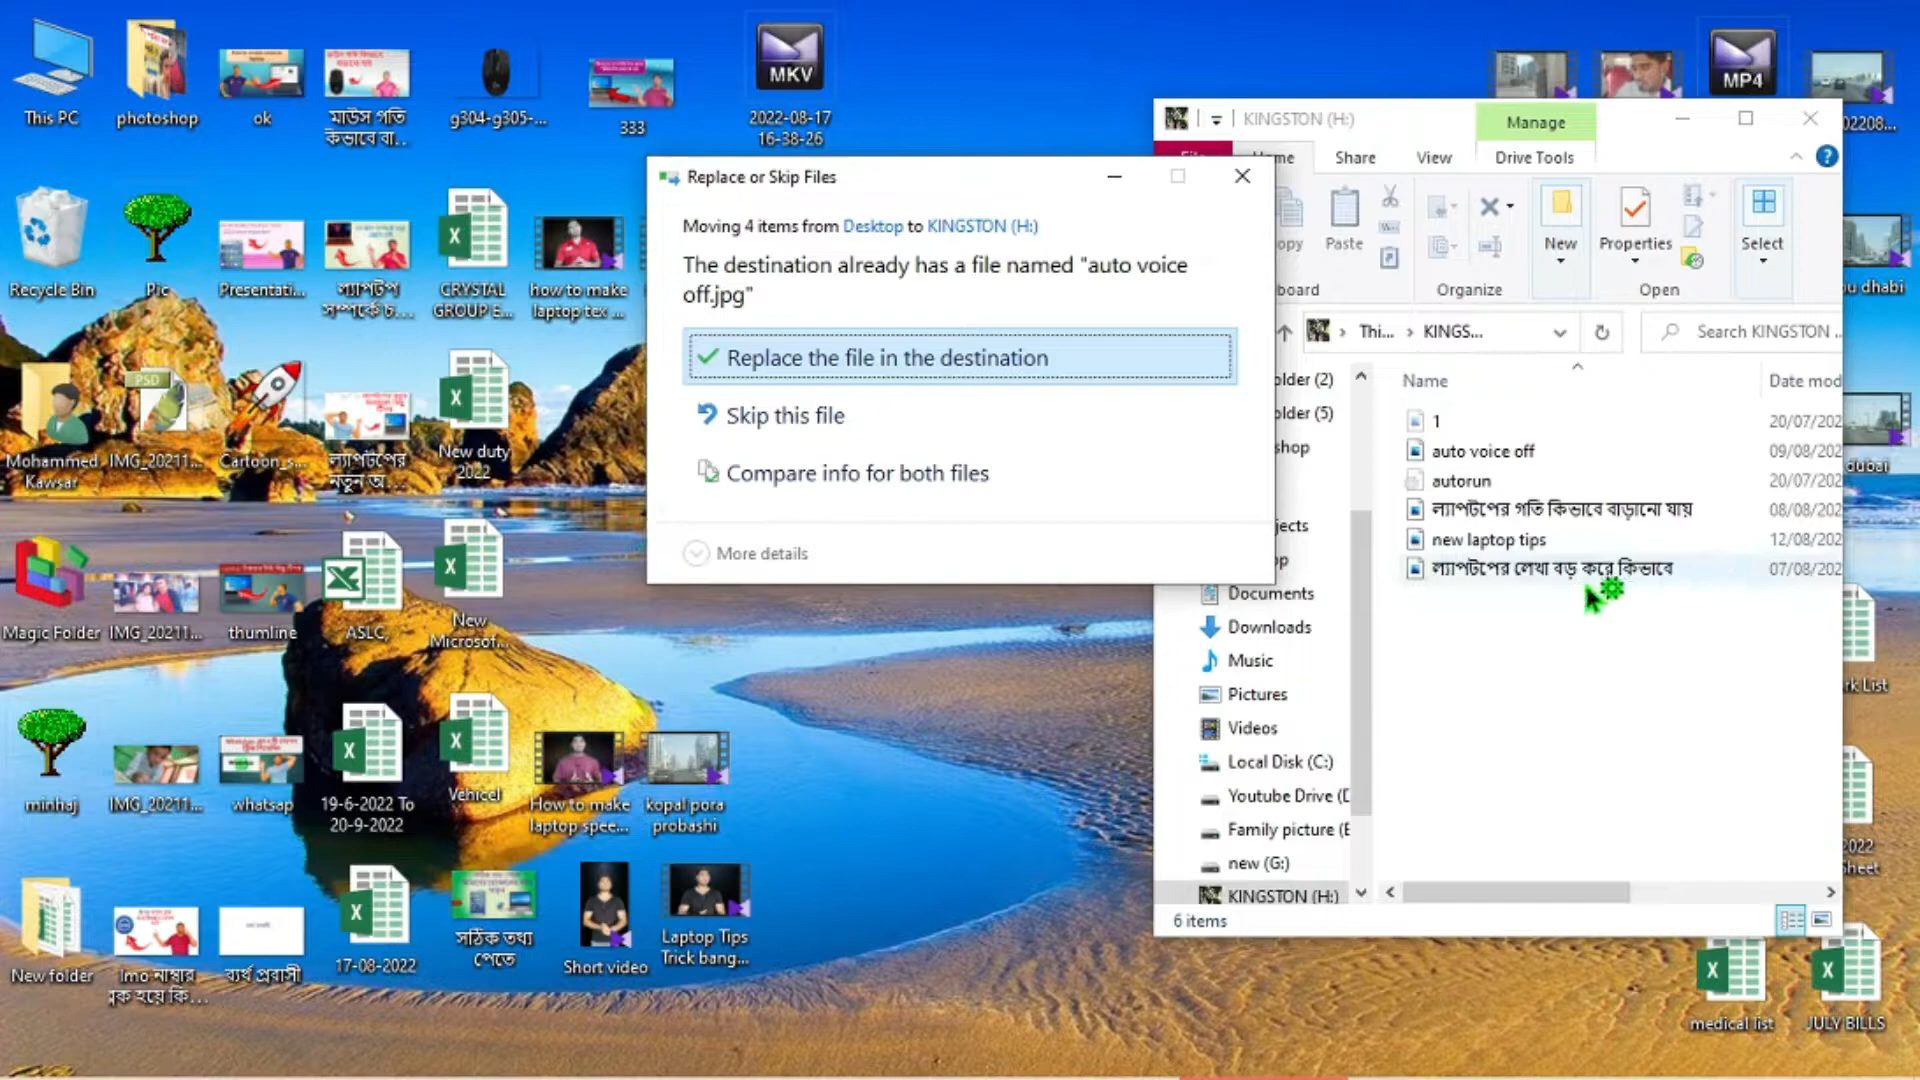 This PC
photoshop
ok
মাউস গতি
কিভাবে বা...
g304-g305-...
333
MKV
2022-08-17
16-38-26
MP4
02208...
Recycle Bin
Pic
Presentati...
ল্যাপটপ
সম্পর্কে চ...
CRYSTAL
GROUP E...
how to make
laptop tex ...
Mohammed
Kawsar
PSD
IMG_20211...
Cartoon_s...
ল্যাপটপের
নতুন অ...
New duty
2022
Magic Folder
IMG_20211...
thumline
ASLC,
New
Microsof...
minhaj
IMG_20211...
whatsap
19-6-2022 To
20-9-2022
Vehicel
How to make
laptop spee...
kopal pora
probashi
New folder
Imo নাম্বার
ব্লক হয়ে কি...
ব্যর্থ প্রবাসী
17-08-2022
সঠিক তথ্য
পেতে
Short video
Laptop Tips
Trick bang...
Replace or Skip Files
Moving 4 items from Desktop to KINGSTON (H:)
The destination already has a file named "auto voice
off.jpg"
Replace the file in the destination
Skip this file
Compare info for both files
More details
KINGSTON (H:)
Manage
Share
View
Drive Tools
Paste
New
Properties
Select
Organize
Open
Thi... KINGS...
Search KINGSTON ...
Name
Date mod
1
20/07/202
auto voice off
09/08/202
autorun
20/07/202
ল্যাপটপের গতি কিভাবে বাড়ানো যায়
08/08/202
new laptop tips
12/08/202
ল্যাপটপের লেখা বড় করে কিভাবে
07/08/202
older (2)
older (5)
shop
jects
Documents
Downloads
Music
Pictures
Videos
Local Disk (C:)
Youtube Drive (D
Family picture (E
new (G:)
KINGSTON (H:)
6 items
u dhabi
dubai
rk List
2022
heet
medical list
JULY BILLS